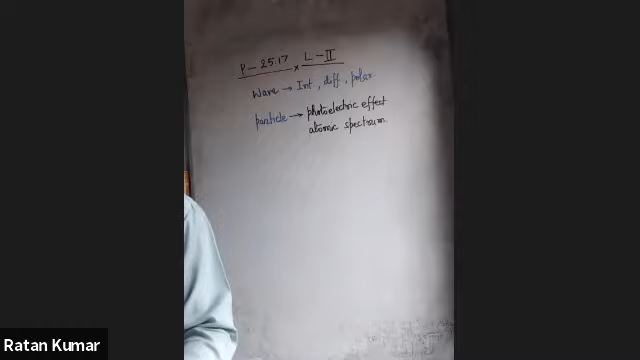 P - 25.17 x L - II
Wave → Int., diff., polar
particle → photoelectric effect
atomic spectrum
Ratan Kumar